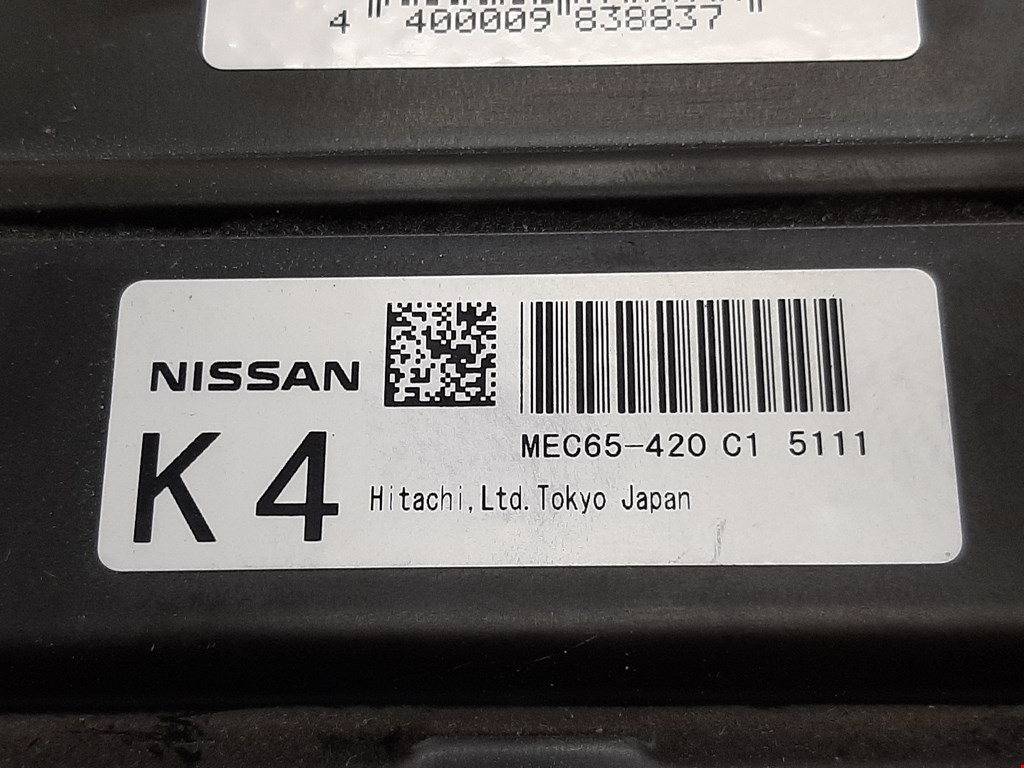 4 400009 838837
NISSAN
MEC65-420 C1 5111
K4 Hitachi,Ltd. Tokyo Japan